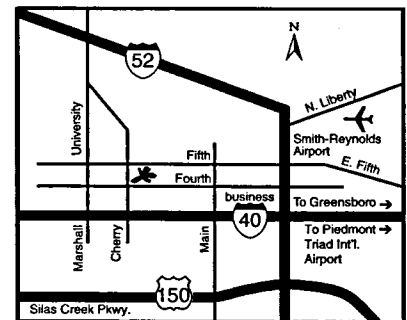 N
52
N. Liberty
University
Smith-Reynolds
Airport
Fifth
E. Fifth
Fourth
business
40
To Greensboro →
To Piedmont →
Triad Int'l.
Airport
Marshall
Cherry
Main
150
Silas Creek Pkwy.